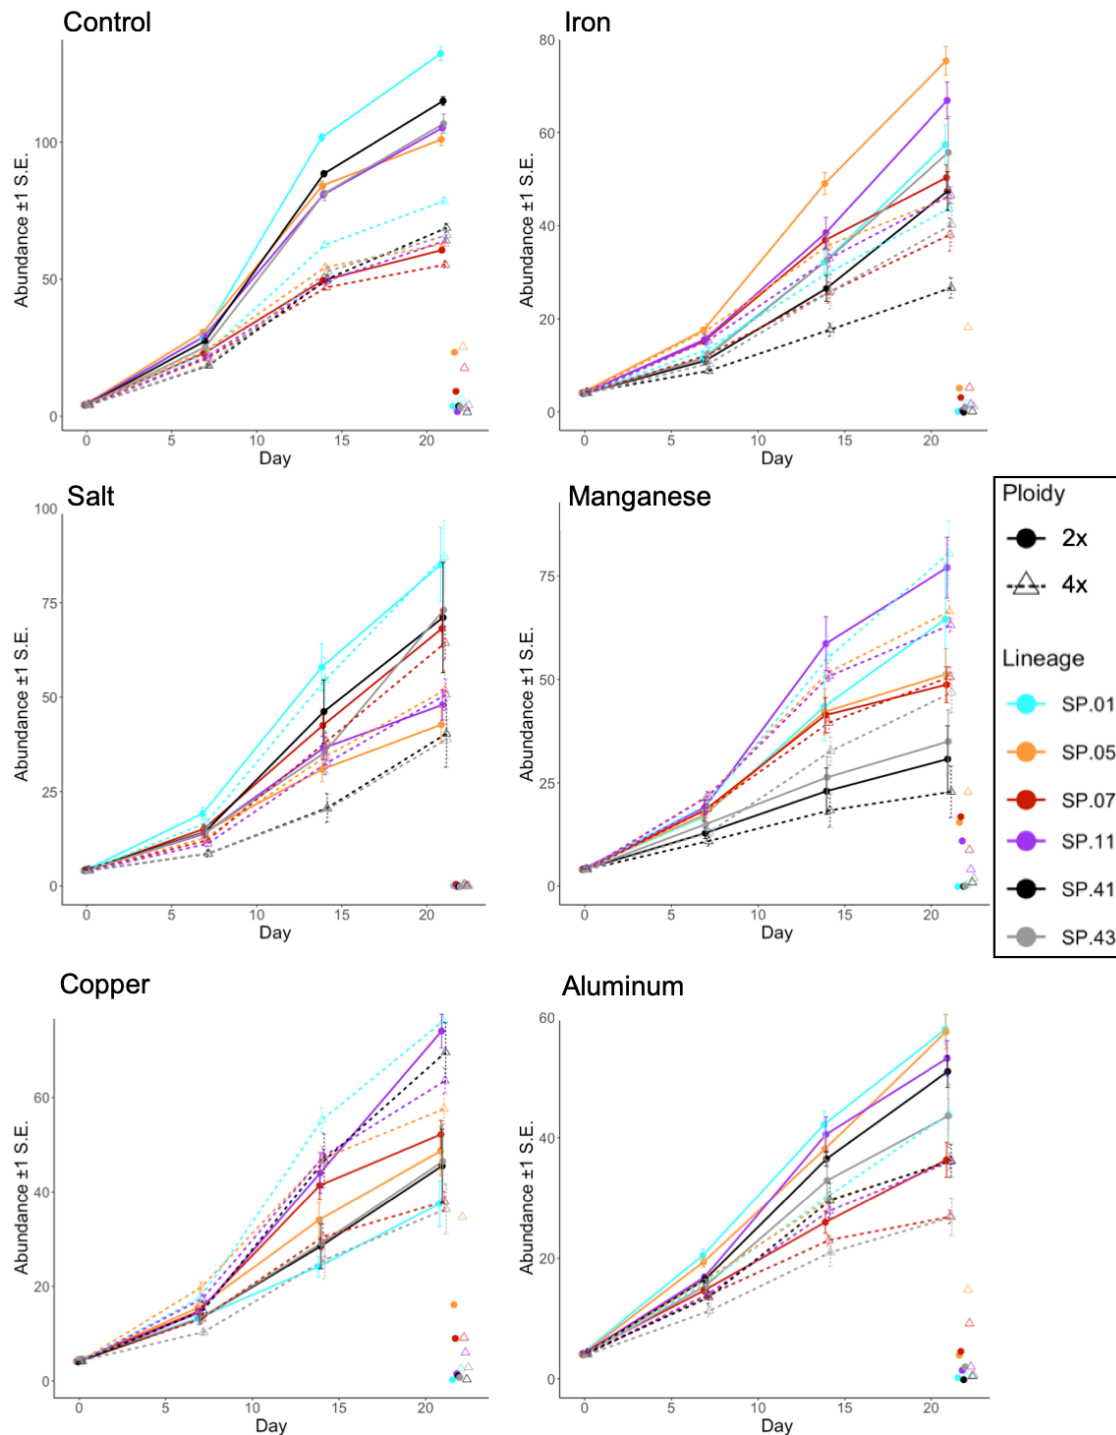 Control
Abundance ±1 S.E.
100
50
0
0 5 10 15 20
Day
Iron
Abundance ±1 S.E.
80
60
40
20
0
0 5 10 15 20
Day
Salt
Abundance ±1 S.E.
100
75
50
25
0
0 5 10 15 20
Day
Manganese
Abundance ±1 S.E.
75
50
25
0
0 5 10 15 20
Day
Ploidy
2x
4x
Lineage
SP.01
SP.05
SP.07
SP.11
SP.41
SP.43
Copper
Abundance ±1 S.E.
60
40
20
0
0 5 10 15 20
Day
Aluminum
Abundance ±1 S.E.
60
40
20
0
0 5 10 15 20
Day